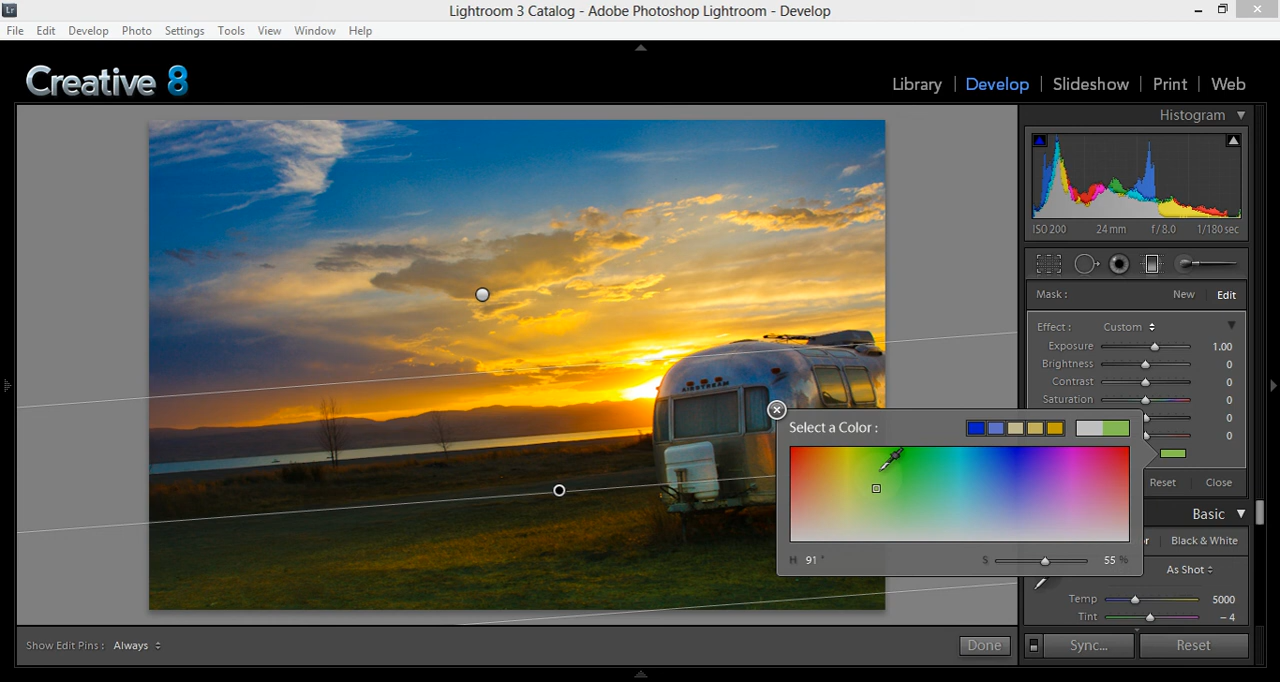 Lr
Lightroom 3 Catalog - Adobe Photoshop Lightroom - Develop
File Edit Develop Photo Settings Tools View Window Help
Creative 8
Library | Develop | Slideshow | Print | Web
Histogram
ISO 200 24 mm f/8.0 1/180 sec
Mask : New Edit
Effect : Custom
Exposure 1.00
Brightness 0
Contrast 0
Saturation 0
0
0
AIRSTREAM
Select a Color :
H 91 ° S 55 %
Reset Close
Basic
r Black & White
As Shot
Temp 5000
Tint – 4
Show Edit Pins : Always
Done
Sync... Reset